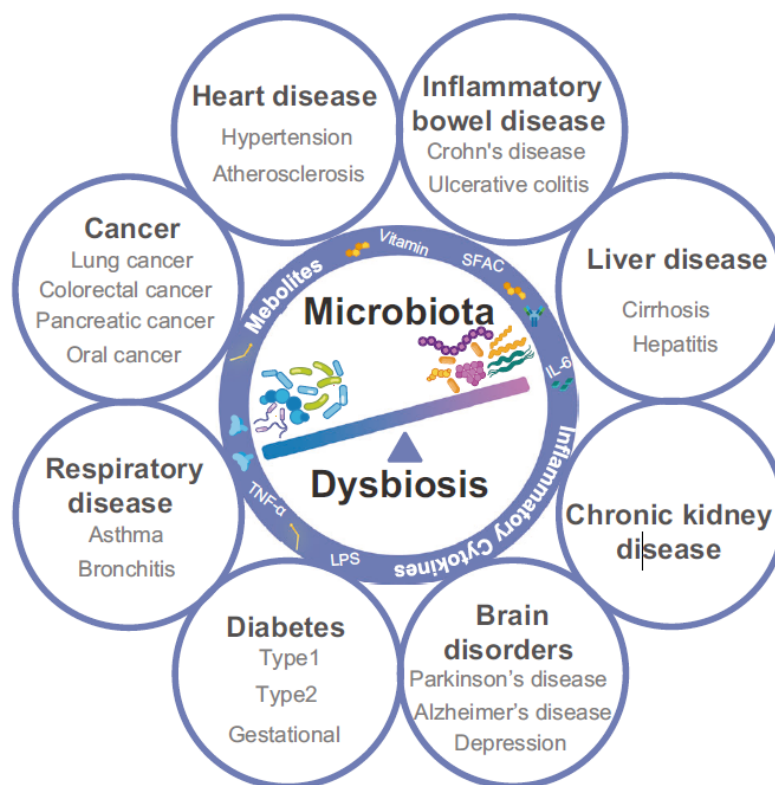 Heart disease
Hypertension
Atherosclerosis
Inflammatory
bowel disease
Crohn's disease
Ulcerative colitis
Cancer
Lung cancer
Colorectal cancer
Pancreatic cancer
Oral cancer
Liver disease
Cirrhosis
Hepatitis
Mebolites
Vitamin
SFAC
IL-6
Inflammatory Cytokines
LPS
TNF-α
Microbiota
Dysbiosis
Respiratory
disease
Asthma
Bronchitis
Chronic kidney
disease
Diabetes
Type1
Type2
Gestational
Brain
disorders
Parkinson's disease
Alzheimer's disease
Depression